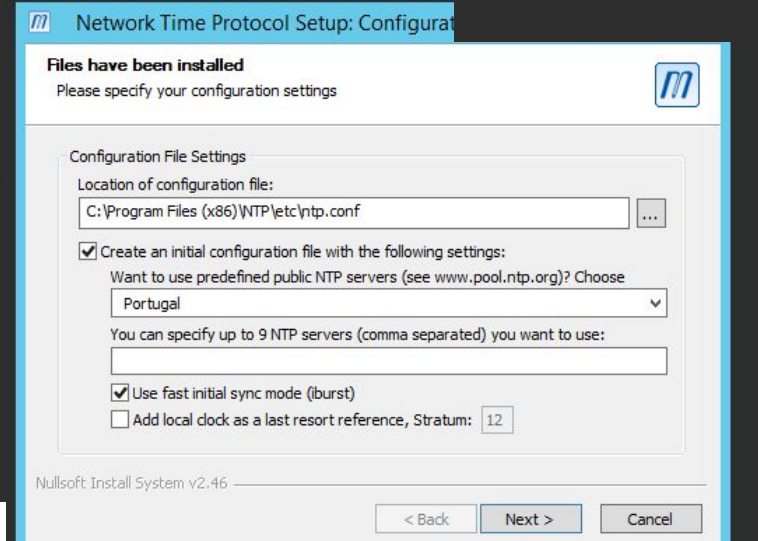 Network Time Protocol Setup: Configurat
Files have been installed
Please specify your configuration settings
m
Configuration File Settings
Location of configuration file:
C:\Program Files (x86)\NTP\etc\ntp.conf
...
Create an initial configuration file with the following settings:
Want to use predefined public NTP servers (see www.pool.ntp.org)? Choose
Portugal
You can specify up to 9 NTP servers (comma separated) you want to use:
Use fast initial sync mode (iburst)
Add local clock as a last resort reference, Stratum: 12
Nullsoft Install System v2.46
< Back Next > Cancel